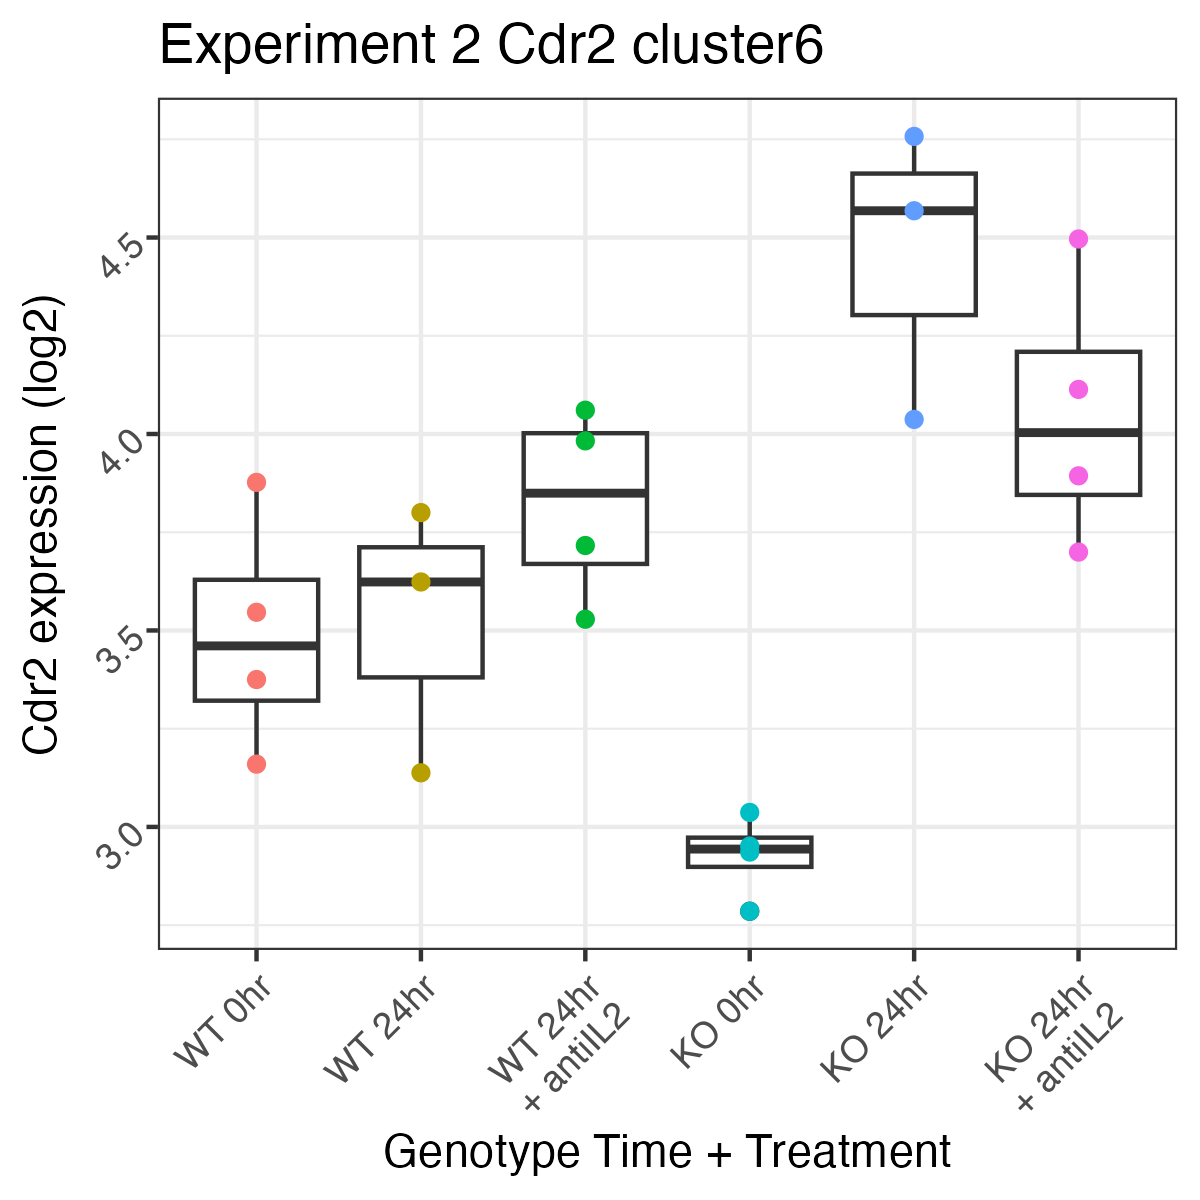 Experiment 2 Cdr2 cluster6
Cdr2 expression (log2)
4.5
4.0
3.5
3.0
WT 0hr
WT 24hr
WT 24hr
+ antiIL2
KO 0hr
KO 24hr
KO 24hr
+ antiIL2
Genotype Time + Treatment